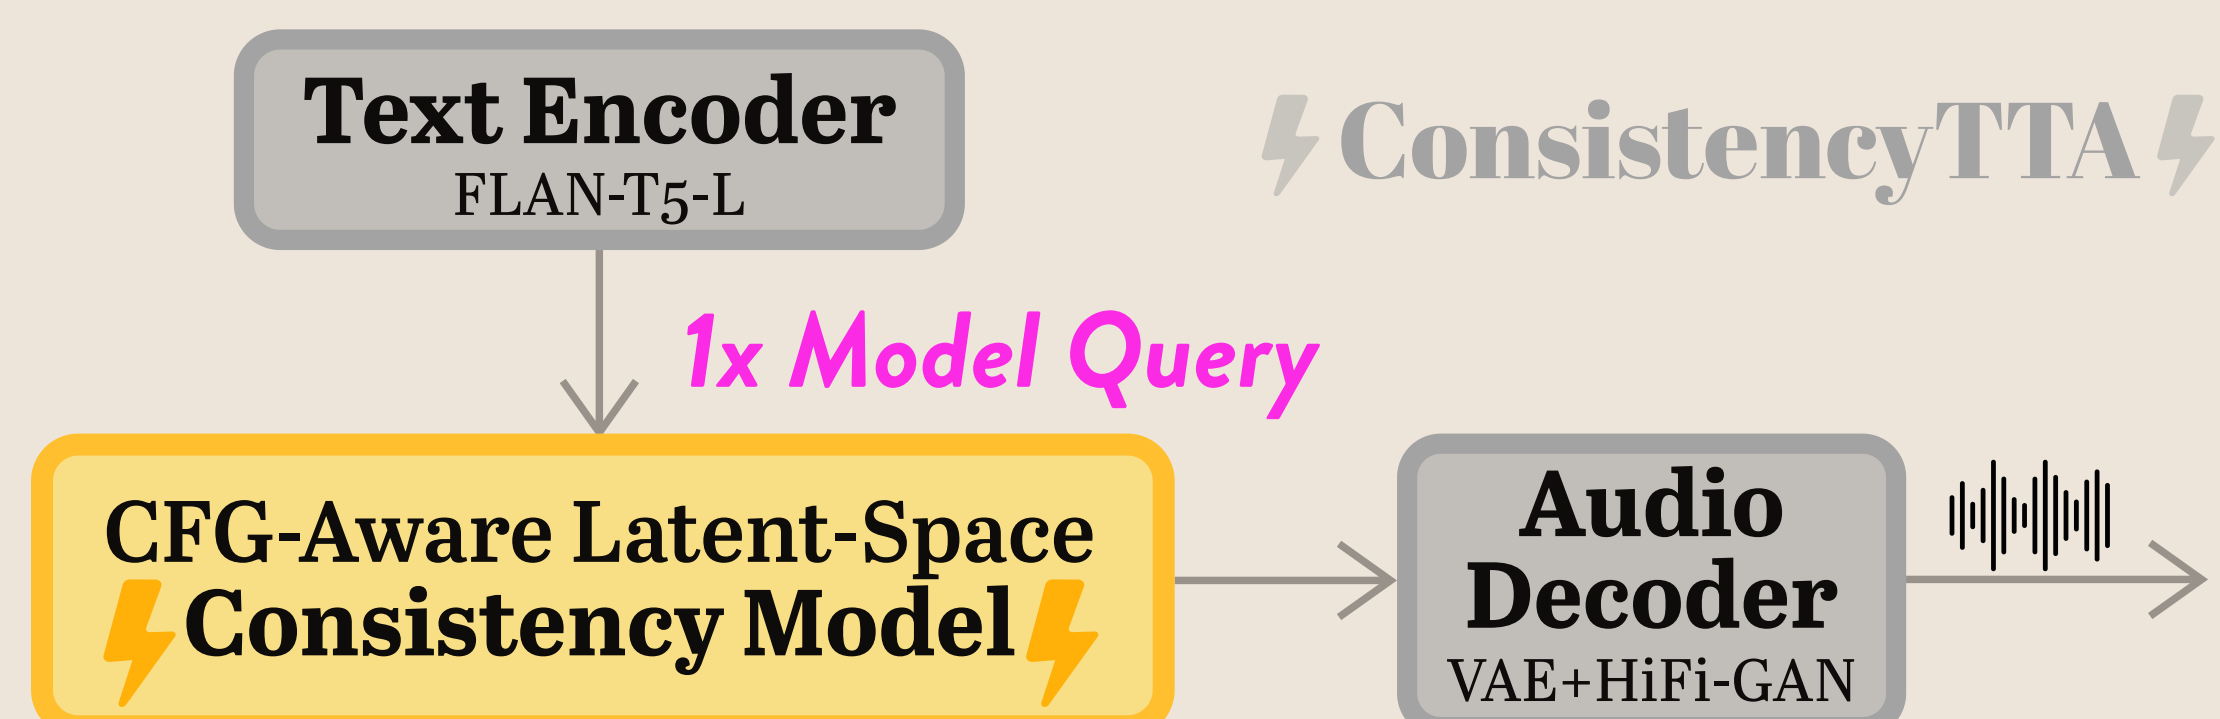 Text Encoder
FLAN-T5-L
ConsistencyTTA
1x Model Query
CFG-Aware Latent-Space
Consistency Model
Audio
Decoder
VAE+HiFi-GAN